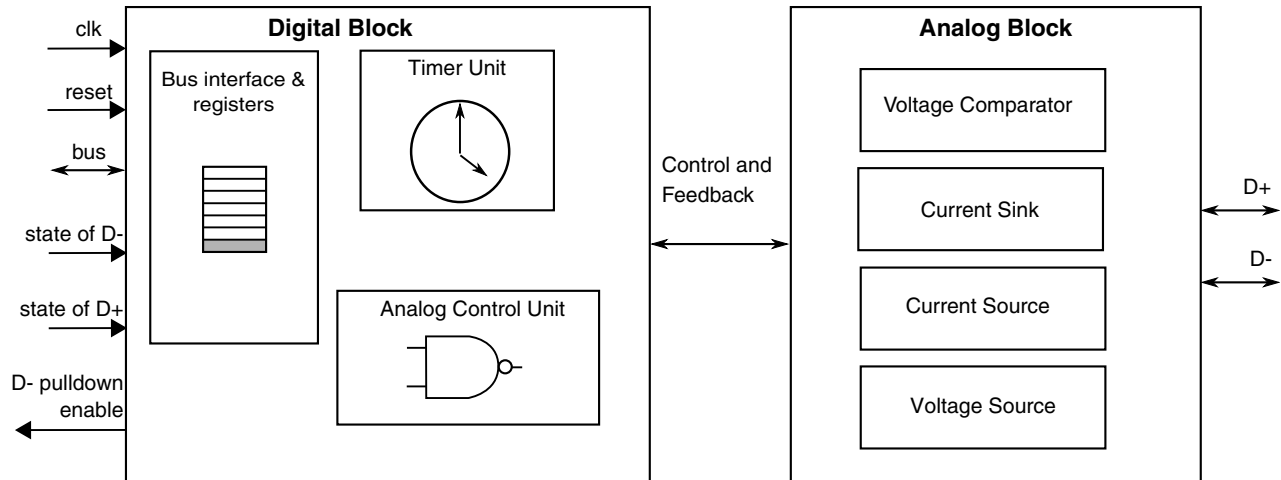 clk
reset
bus
state of D-
state of D+
D- pulldown
enable
Digital Block
Bus interface &
registers
Timer Unit
Analog Control Unit
Control and
Feedback
Analog Block
Voltage Comparator
Current Sink
Current Source
Voltage Source
D+
D-